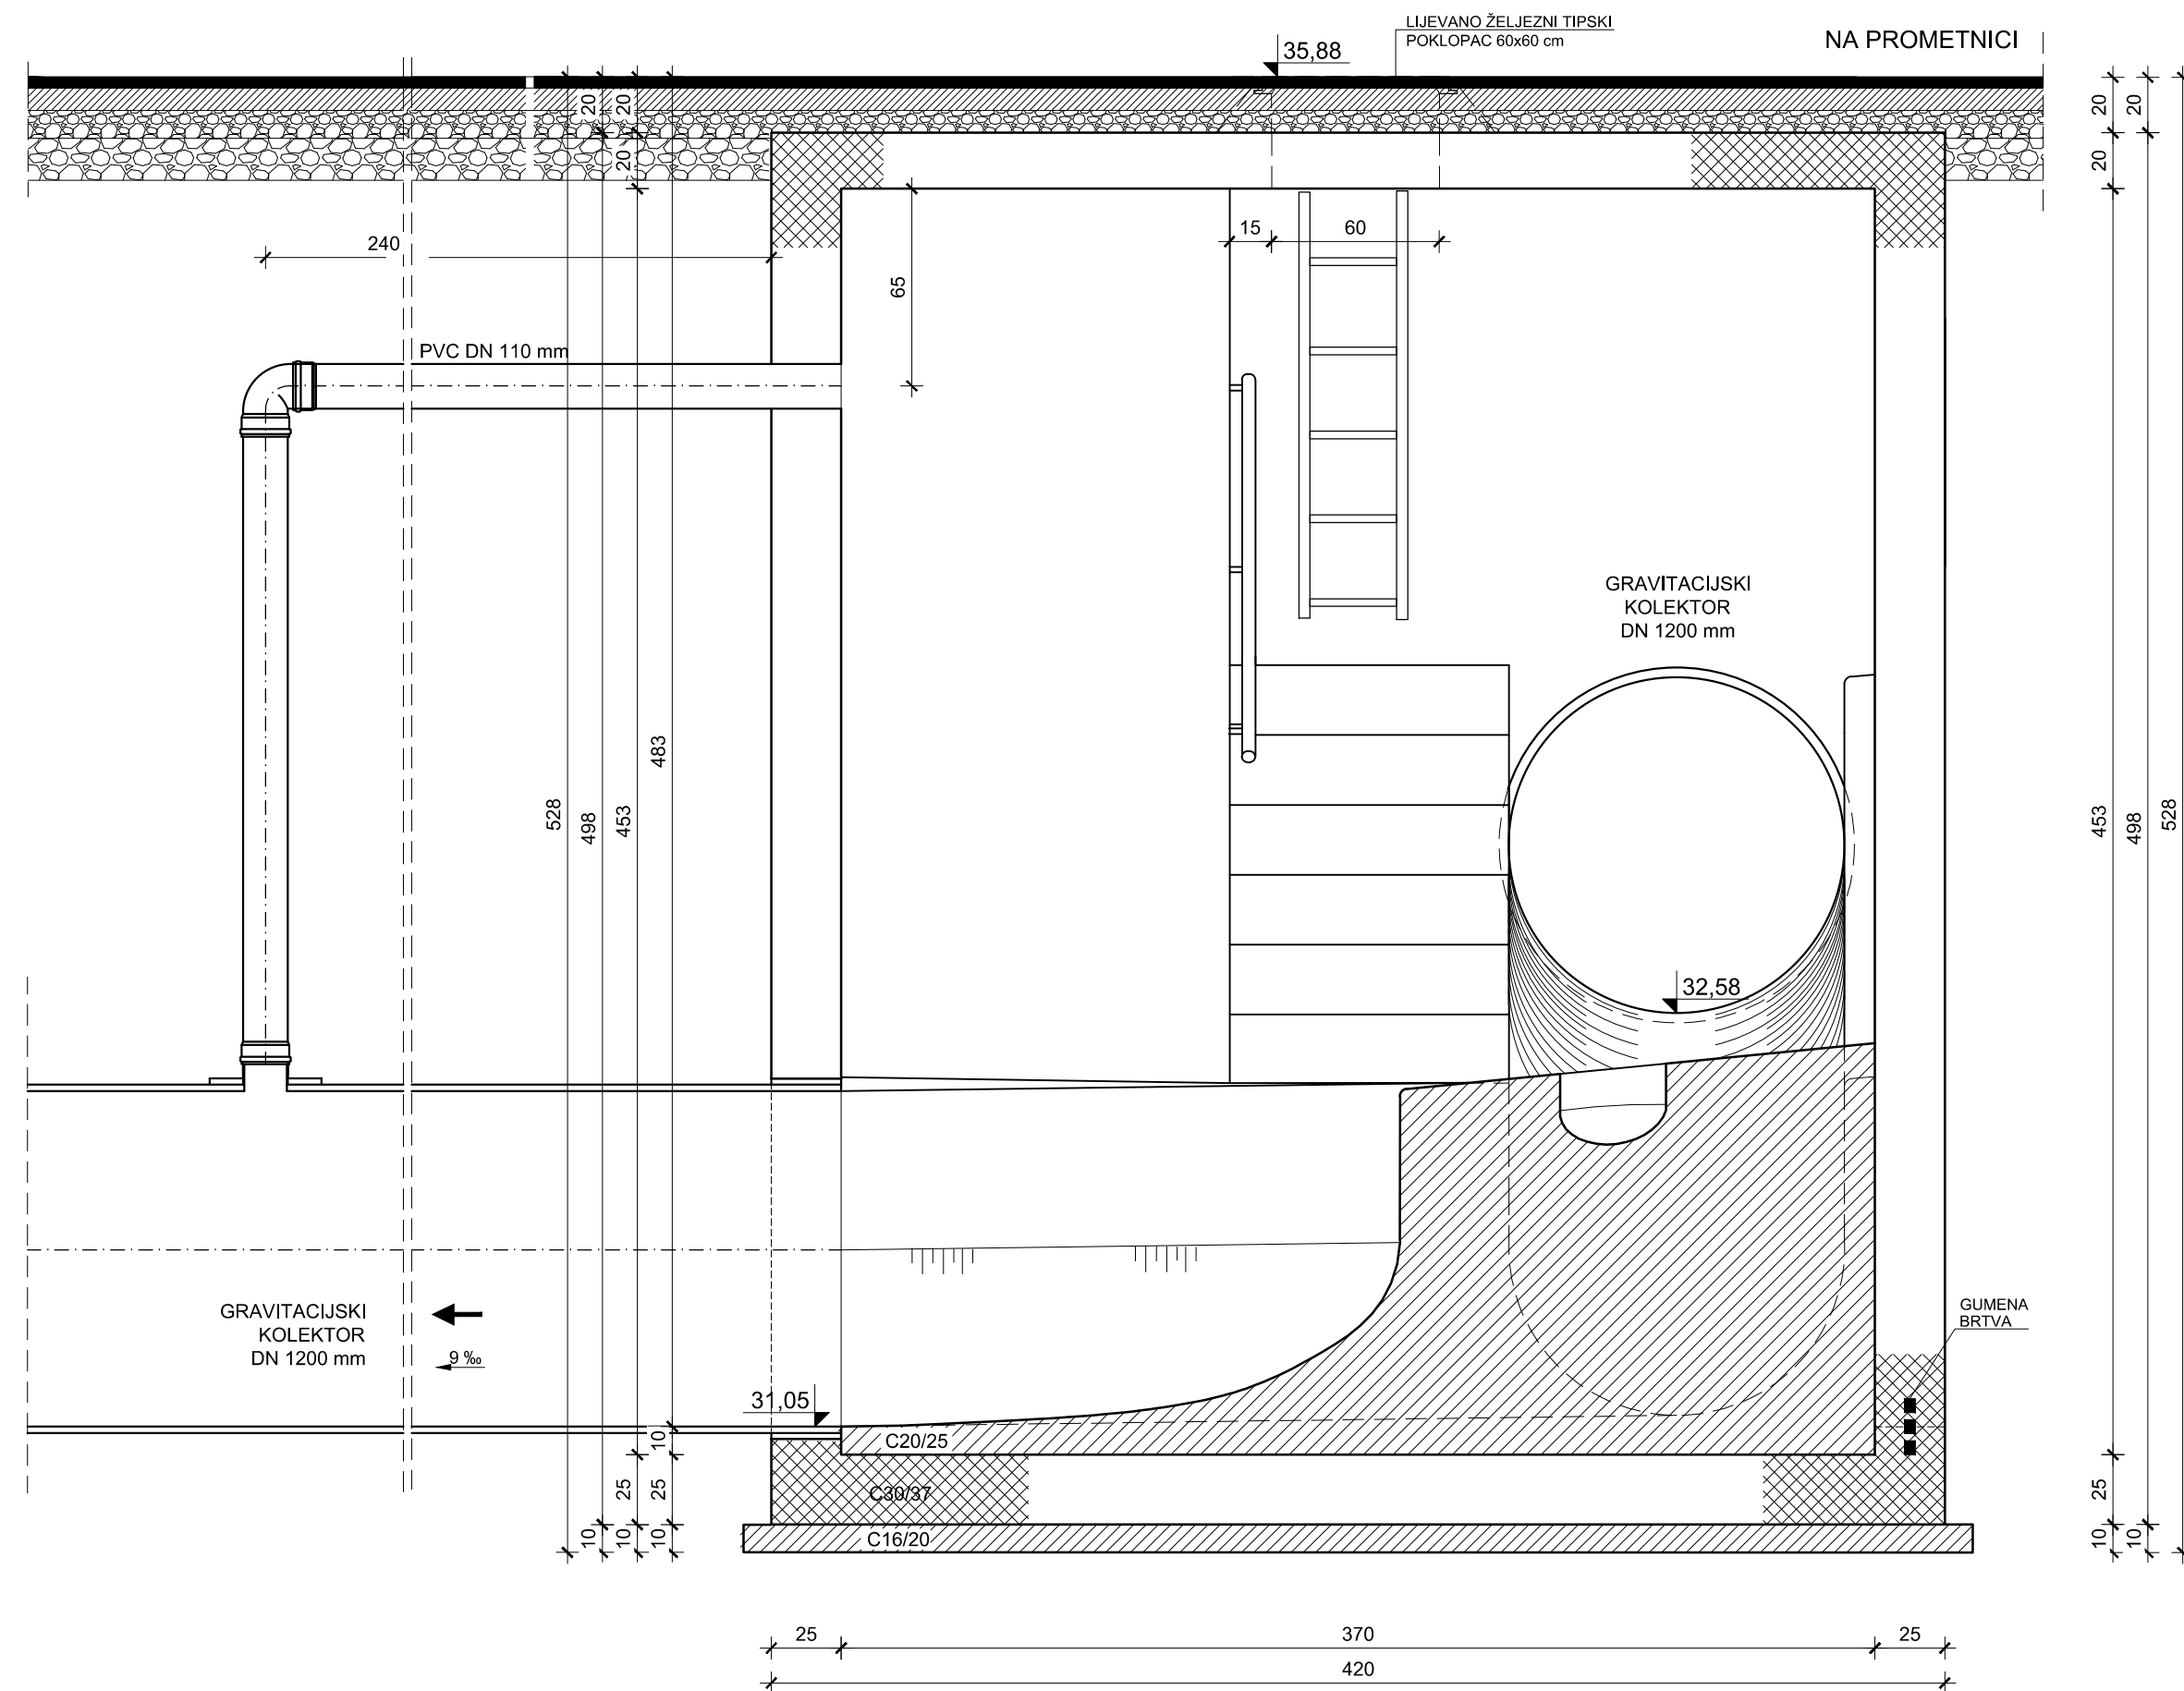 LIJEVANO ŽELJEZNI TIPSKI
POKLOPAC 60x60 cm
NA PROMETNICI
35,88
20
20
20
20
20
20
240
15
60
65
PVC DN 110 mm
GRAVITACIJSKI
KOLEKTOR
DN 1200 mm
483
528
498
453
453
498
528
32,58
GRAVITACIJSKI
KOLEKTOR
DN 1200 mm
9 ‰
GUMENA
BRTVA
31,05
C20/25
10
C30/37
25
25
25
C16/20
10
10
10
10
10
25
370
25
420